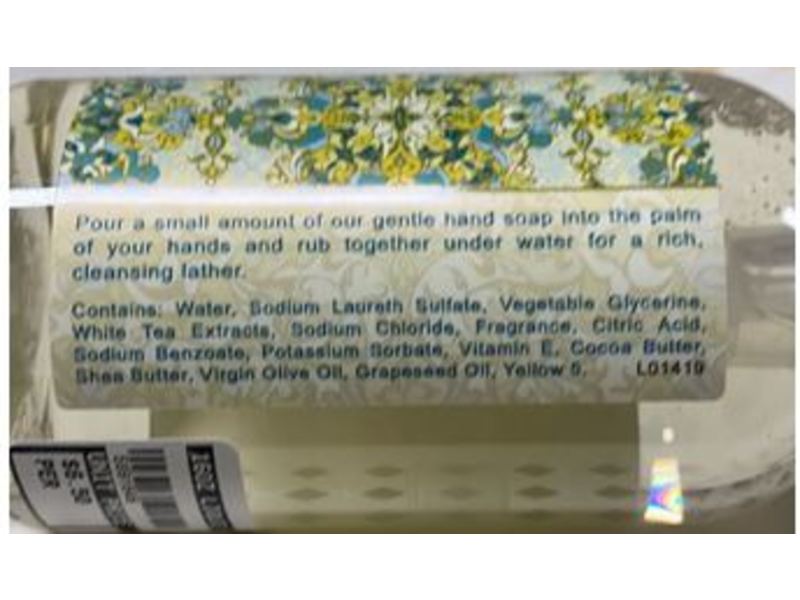 Pour a small amount of our gentle hand soap into the palm
of your hands and rub together under water for a rich,
cleansing lather.
Contains: Water, Sodium Laureth Sulfate, Vegetable Glycerine,
White Tea Extracts, Sodium Chloride, Fragrance, Citric Acid,
Sodium Benzoate, Potassium Sorbate, Vitamin E, Cocoa Butter,
Shea Butter, Virgin Olive Oil, Grapeseed Oil, Yellow 5. L01419
PER